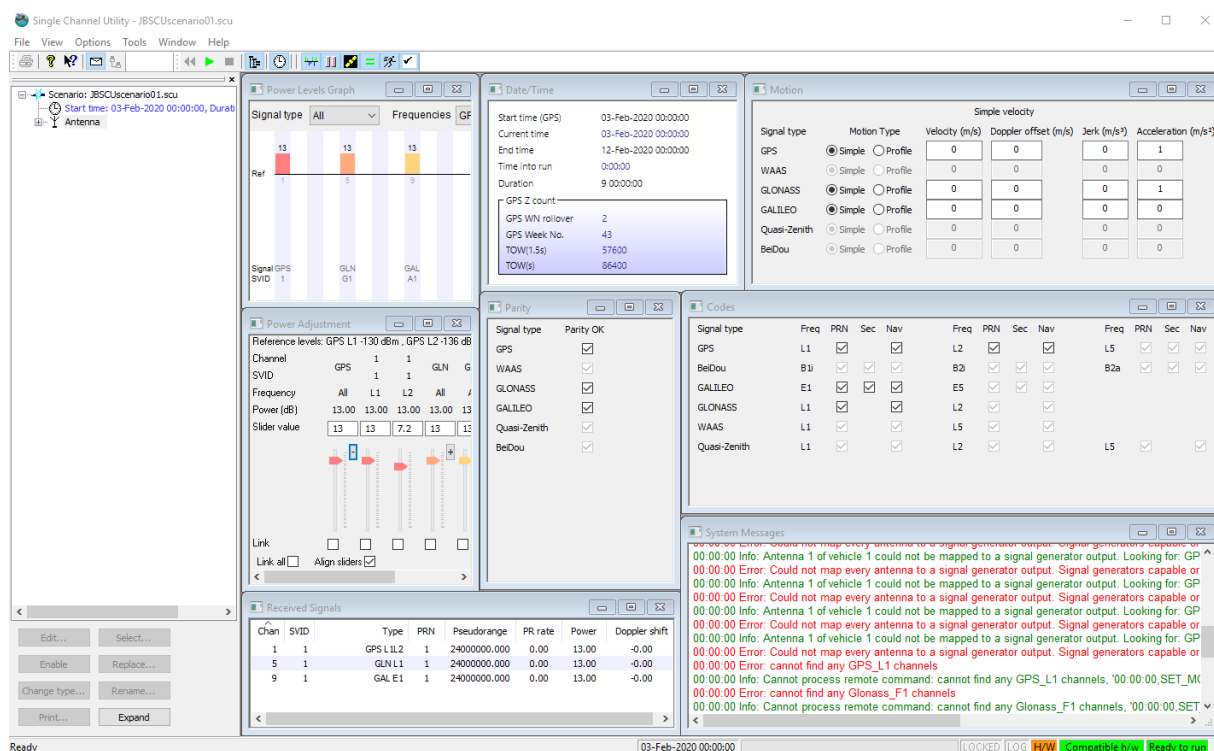 Single Channel Utility - JBSCUscenario01.scu
File View Options Tools Window Help
Scenario: JBSCUscenario01.scu
Start time: 03-Feb-2020 00:00:00, Durati
Antenna
Edit... Select...
Enable Replace...
Change type... Rename...
Print... Expand
Power Levels Graph
Signal type All Frequencies GF
13 13 13
Ref
1 5 9
Signal GPS GLN GAL
SVID 1 G1 A1
Date/Time
Start time (GPS) 03-Feb-2020 00:00:00
Current time 03-Feb-2020 00:00:00
End time 12-Feb-2020 00:00:00
Time into run 0:00:00
Duration 9 00:00:00
GPS Z count
GPS WN rollover 2
GPS Week No. 43
TOW(1.5s) 57600
TOW(s) 86400
Motion
Simple velocity
Signal type Motion Type Velocity (m/s) Doppler offset (m/s) Jerk (m/s³) Acceleration (m/s²)
GPS Simple Profile 0 0 0 1
WAAS Simple Profile 0 0 0 0
GLONASS Simple Profile 0 0 0 1
GALILEO Simple Profile 0 0 0 0
Quasi-Zenith Simple Profile 0 0 0 0
BeiDou Simple Profile 0 0 0 0
Power Adjustment
Reference levels: GPS L1 -130 dBm , GPS L2 -136 dB
Channel 1 1
GPS GLN G
SVID 1 1
Frequency All L1 L2 All
Power (dB) 13.00 13.00 13.00 13.00 13
Slider value 13 13 7.2 13 13
- +
Link
Link all Align sliders
Parity
Signal type Parity OK
GPS
WAAS
GLONASS
GALILEO
Quasi-Zenith
BeiDou
Codes
Signal type Freq PRN Sec Nav Freq PRN Sec Nav Freq PRN Sec Nav
GPS L1 L2 L5
BeiDou B1i B2i B2a
GALILEO E1 E5
GLONASS L1 L2
WAAS L1 L5
Quasi-Zenith L1 L2 L5
Received Signals
Chan SVID Type PRN Pseudorange PR rate Power Doppler shift
1 1 GPS L1L2 1 24000000.000 0.00 13.00 -0.00
5 1 GLN L1 1 24000000.000 0.00 13.00 -0.00
9 1 GAL E1 1 24000000.000 0.00 13.00 -0.00
System Messages
00:00:00 Error: Could not map every antenna to a signal generator output. Signal generators capable or
00:00:00 Info: Antenna 1 of vehicle 1 could not be mapped to a signal generator output. Looking for: GP
00:00:00 Error: Could not map every antenna to a signal generator output. Signal generators capable or
00:00:00 Info: Antenna 1 of vehicle 1 could not be mapped to a signal generator output. Looking for: GP
00:00:00 Error: Could not map every antenna to a signal generator output. Signal generators capable or
00:00:00 Info: Antenna 1 of vehicle 1 could not be mapped to a signal generator output. Looking for: GP
00:00:00 Error: Could not map every antenna to a signal generator output. Signal generators capable or
00:00:00 Info: Antenna 1 of vehicle 1 could not be mapped to a signal generator output. Looking for: GP
00:00:00 Error: Could not map every antenna to a signal generator output. Signal generators capable or
00:00:00 Error: cannot find any GPS_L1 channels
00:00:00 Info: Cannot process remote command: cannot find any GPS_L1 channels, '00:00:00,SET_MO
00:00:00 Error: cannot find any Glonass_F1 channels
00:00:00 Info: Cannot process remote command: cannot find any Glonass_F1 channels, '00:00:00,SET_
Ready 03-Feb-2020 00:00:00 LOCKED LOG H/W Compatible h/w Ready to run